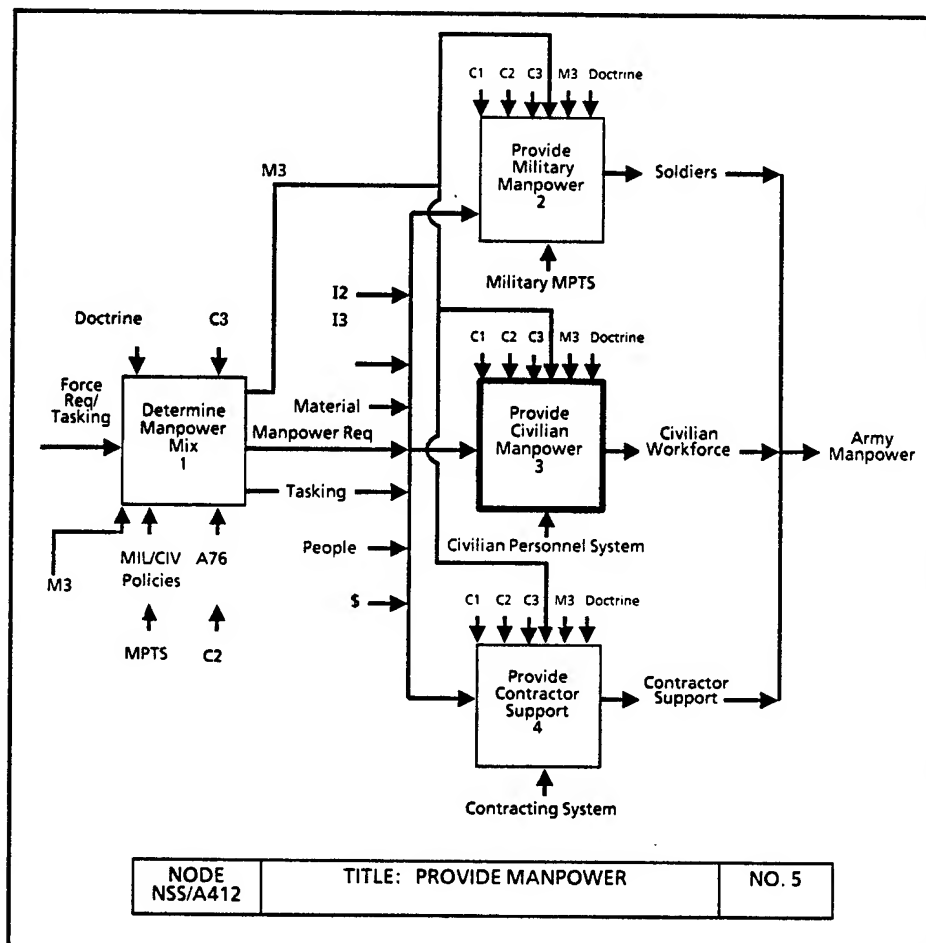 C1 C2 C3 M3 Doctrine
Provide
Military
Manpower
2
Soldiers
M3
Military MPTS
I2
I3
Doctrine C3
C1 C2 C3 M3 Doctrine
Force
Req/
Tasking
Determine
Manpower
Mix
1
Material
Manpower Req
Provide
Civilian
Manpower
3
Civilian
Workforce
Army
Manpower
Tasking
People
Civilian Personnel System
M3
MIL/CIV
Policies
A76
$
MPTS C2
C1 C2 C3 M3 Doctrine
Provide
Contractor
Support
4
Contractor
Support
Contracting System
NODE
NSS/A412
TITLE: PROVIDE MANPOWER
NO. 5